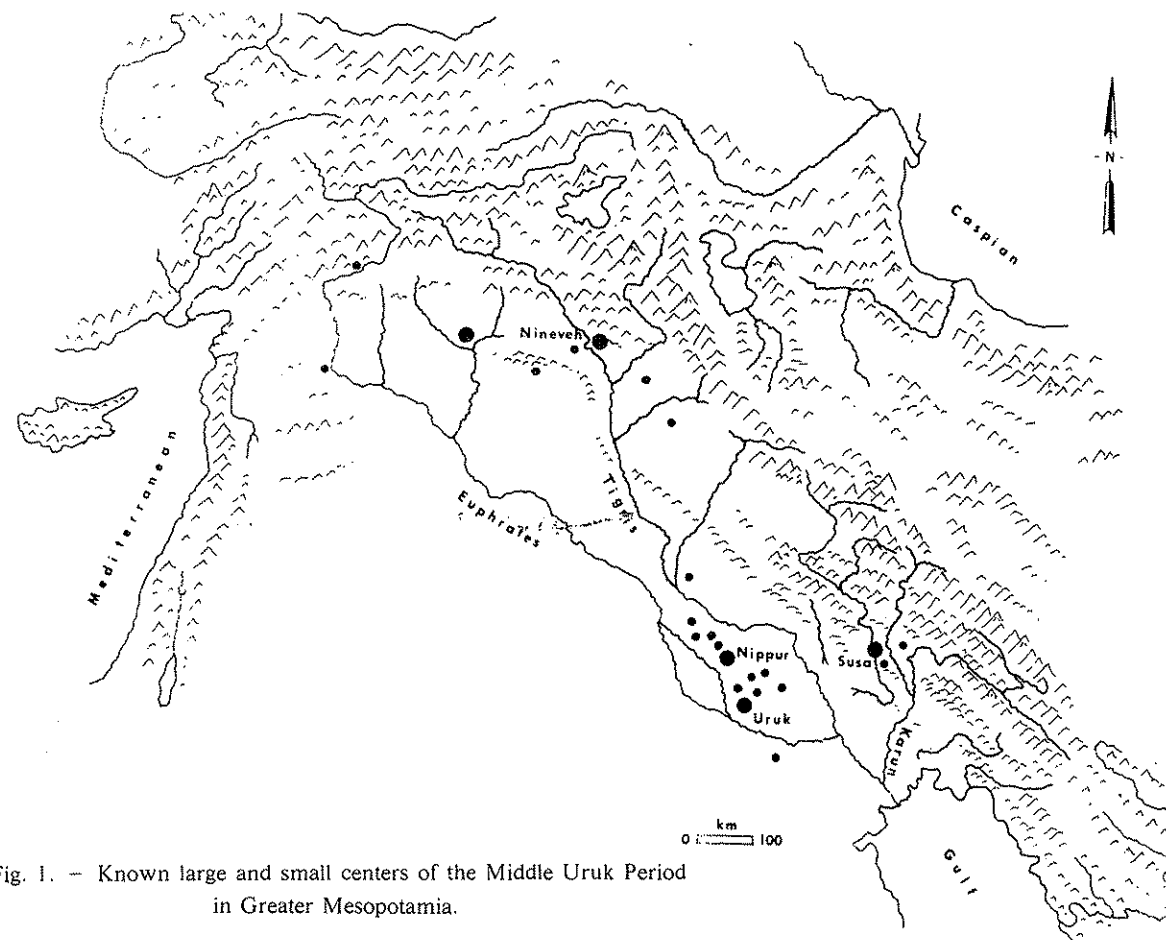 N
Caspian
Nineveh
Mediterranean
Euphrates
Tigris
Nippur
Susa
Uruk
Karun
km
0 100
Gulf
Fig. 1. — Known large and small centers of the Middle Uruk Period
in Greater Mesopotamia.